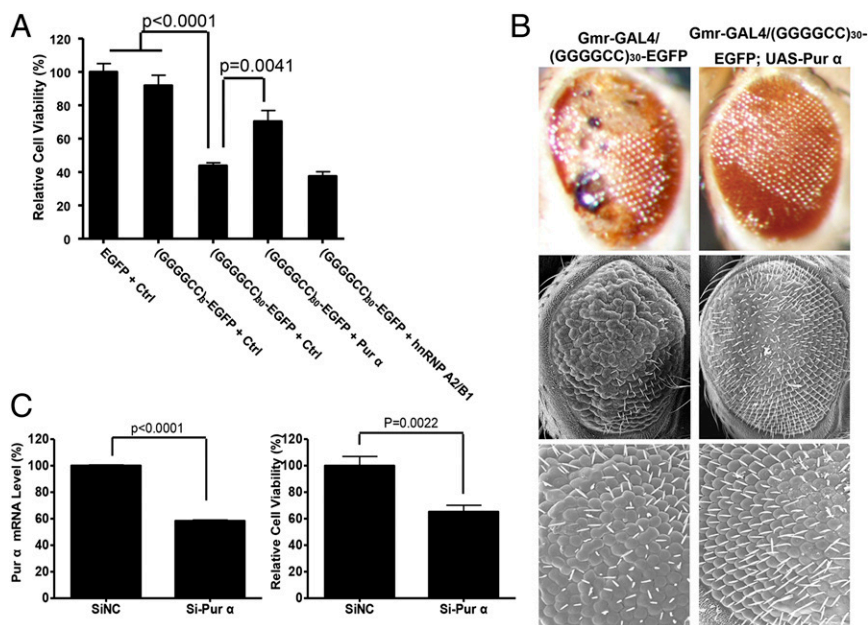 A
p<0.0001
p=0.0041
Relative Cell Viability (%)
120
100
80
60
40
20
0
EGFP + Ctrl
(GGGGCC)3-EGFP + Ctrl
(GGGGCC)30-EGFP + Ctrl
(GGGGCC)30-EGFP + Pur α
(GGGGCC)30-EGFP + hnRNP A2/B1
B
Gmr-GAL4/
(GGGGCC)30-EGFP
Gmr-GAL4/(GGGGCC)30-
EGFP; UAS-Pur α
C
p<0.0001
Pur α mRNA Level (%)
120
100
80
60
40
20
0
SiNC
Si-Pur α
P=0.0022
Relative Cell Viability (%)
120
100
80
60
40
20
0
SiNC
Si-Pur α